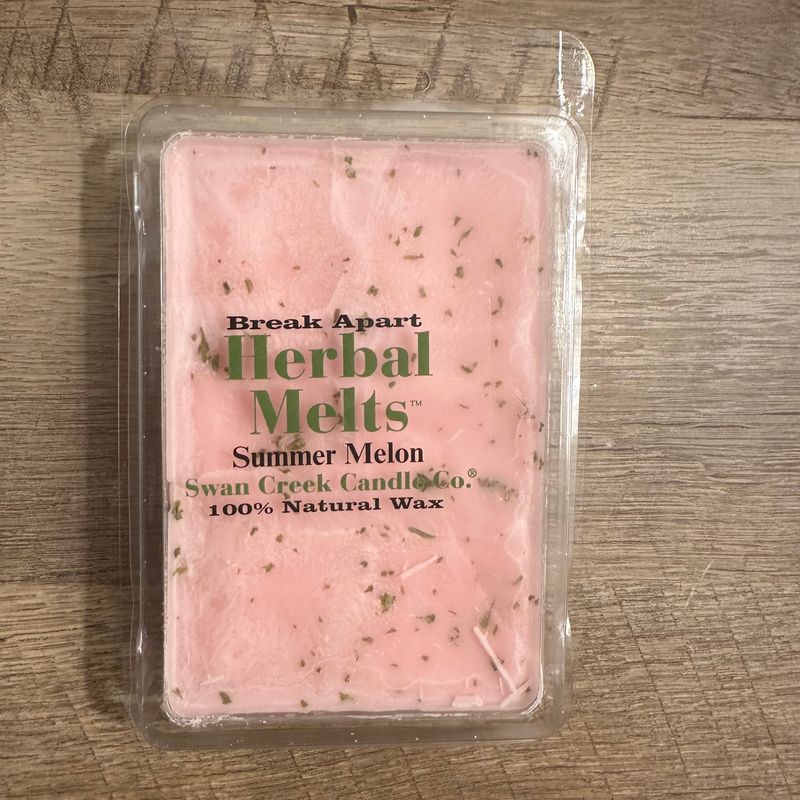 Break Apart
Herbal
Melts™
Summer Melon
Swan Creek Candle Co.®
100% Natural Wax